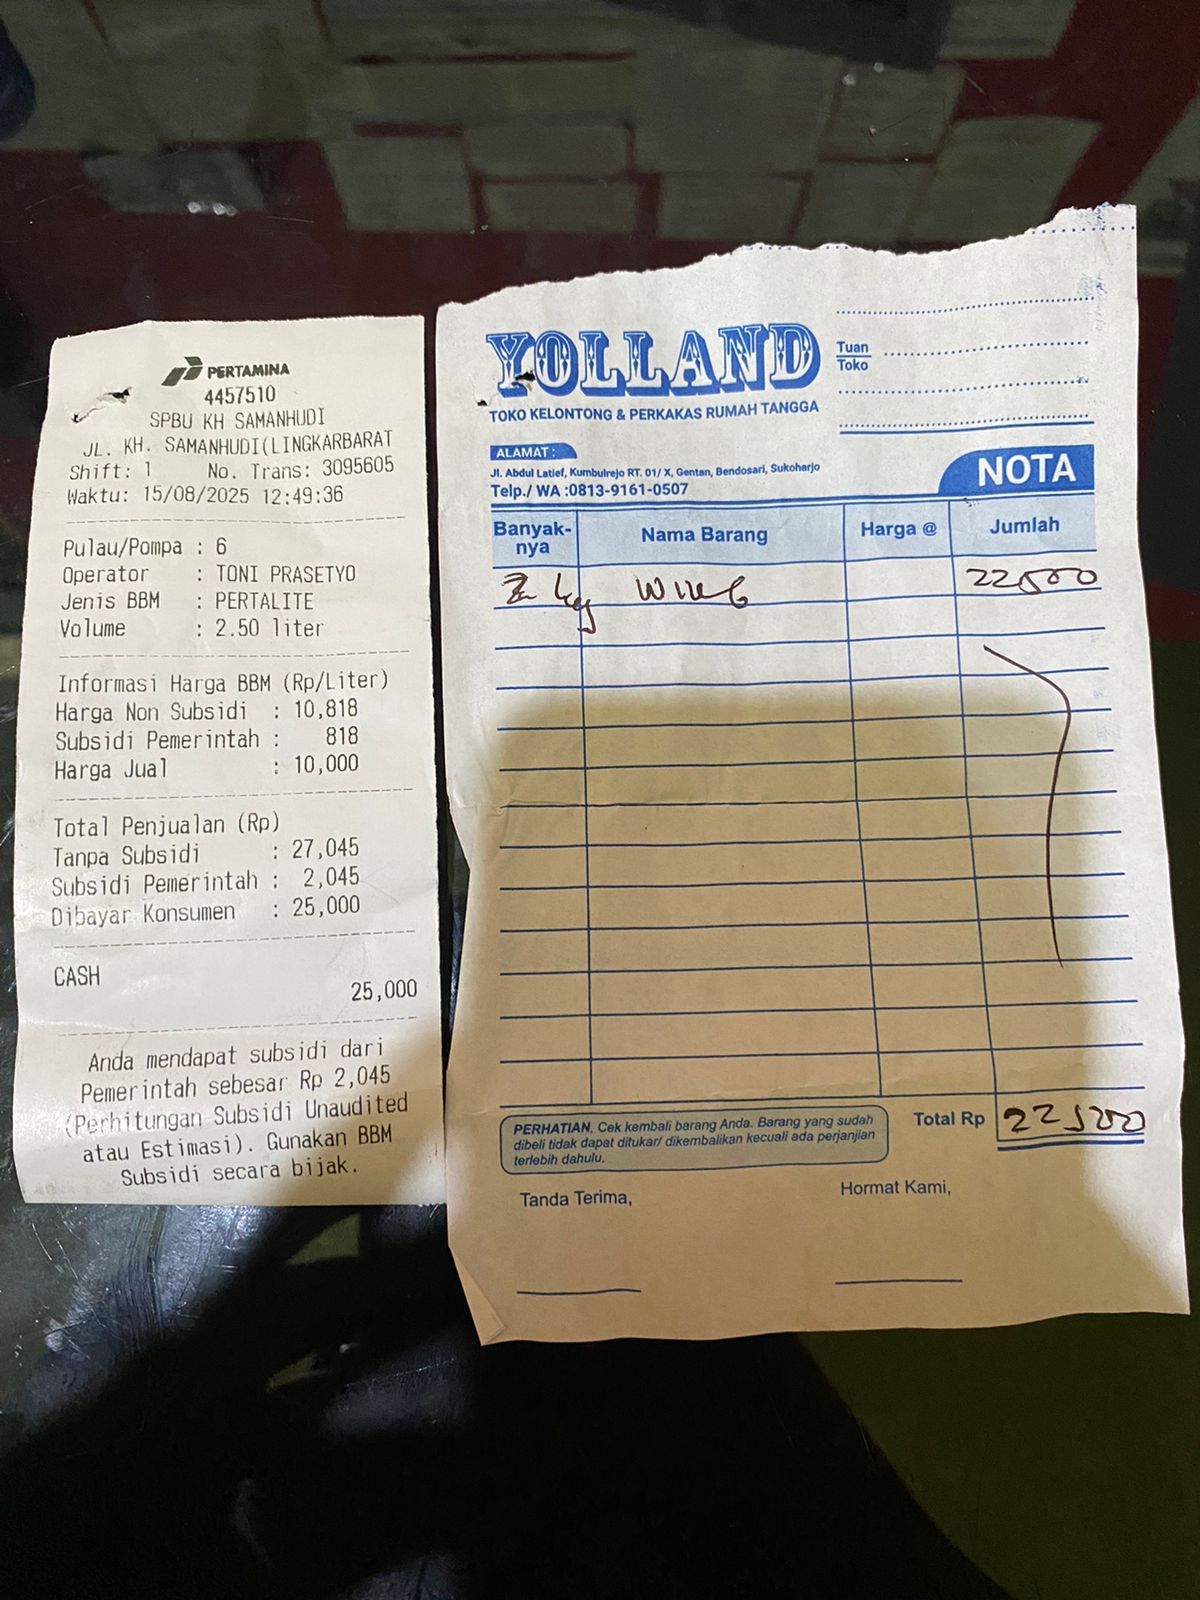 PERTAMINA
4457510
SPBU KH SAMANHUDI
JL. KH. SAMANHUDI(LINGKARBARAT
Shift: 1 No. Trans: 3095605
Waktu: 15/08/2025 12:49:36
Pulau/Pompa : 6
Operator : TONI PRASETYO
Jenis BBM : PERTALITE
Volume : 2.50 liter
Informasi Harga BBM (Rp/Liter)
Harga Non Subsidi : 10,818
Subsidi Pemerintah : 818
Harga Jual : 10,000
Total Penjualan (Rp)
Tanpa Subsidi : 27,045
Subsidi Pemerintah : 2,045
Dibayar Konsumen : 25,000
CASH
25,000
Anda mendapat subsidi dari
Pemerintah sebesar Rp 2,045
(Perhitungan Subsidi Unaudited
atau Estimasi). Gunakan BBM
Subsidi secara bijak.
YOLLAND
TOKO KELONTONG & PERKAKAS RUMAH TANGGA
Tuan
Toko
ALAMAT :
Jl. Abdul Latief, Kumbulrejo RT. 01/ X, Gentan, Bendosari, Sukoharjo
Telp./ WA :0813-9161-0507
NOTA
Banyak-nya Nama Barang Harga @ Jumlah
kg 22500
Total Rp 22500
PERHATIAN, Cek kembali barang Anda. Barang yang sudah
dibeli tidak dapat ditukar/ dikembalikan kecuali ada perjanjian
terlebih dahulu.
Tanda Terima, Hormat Kami,